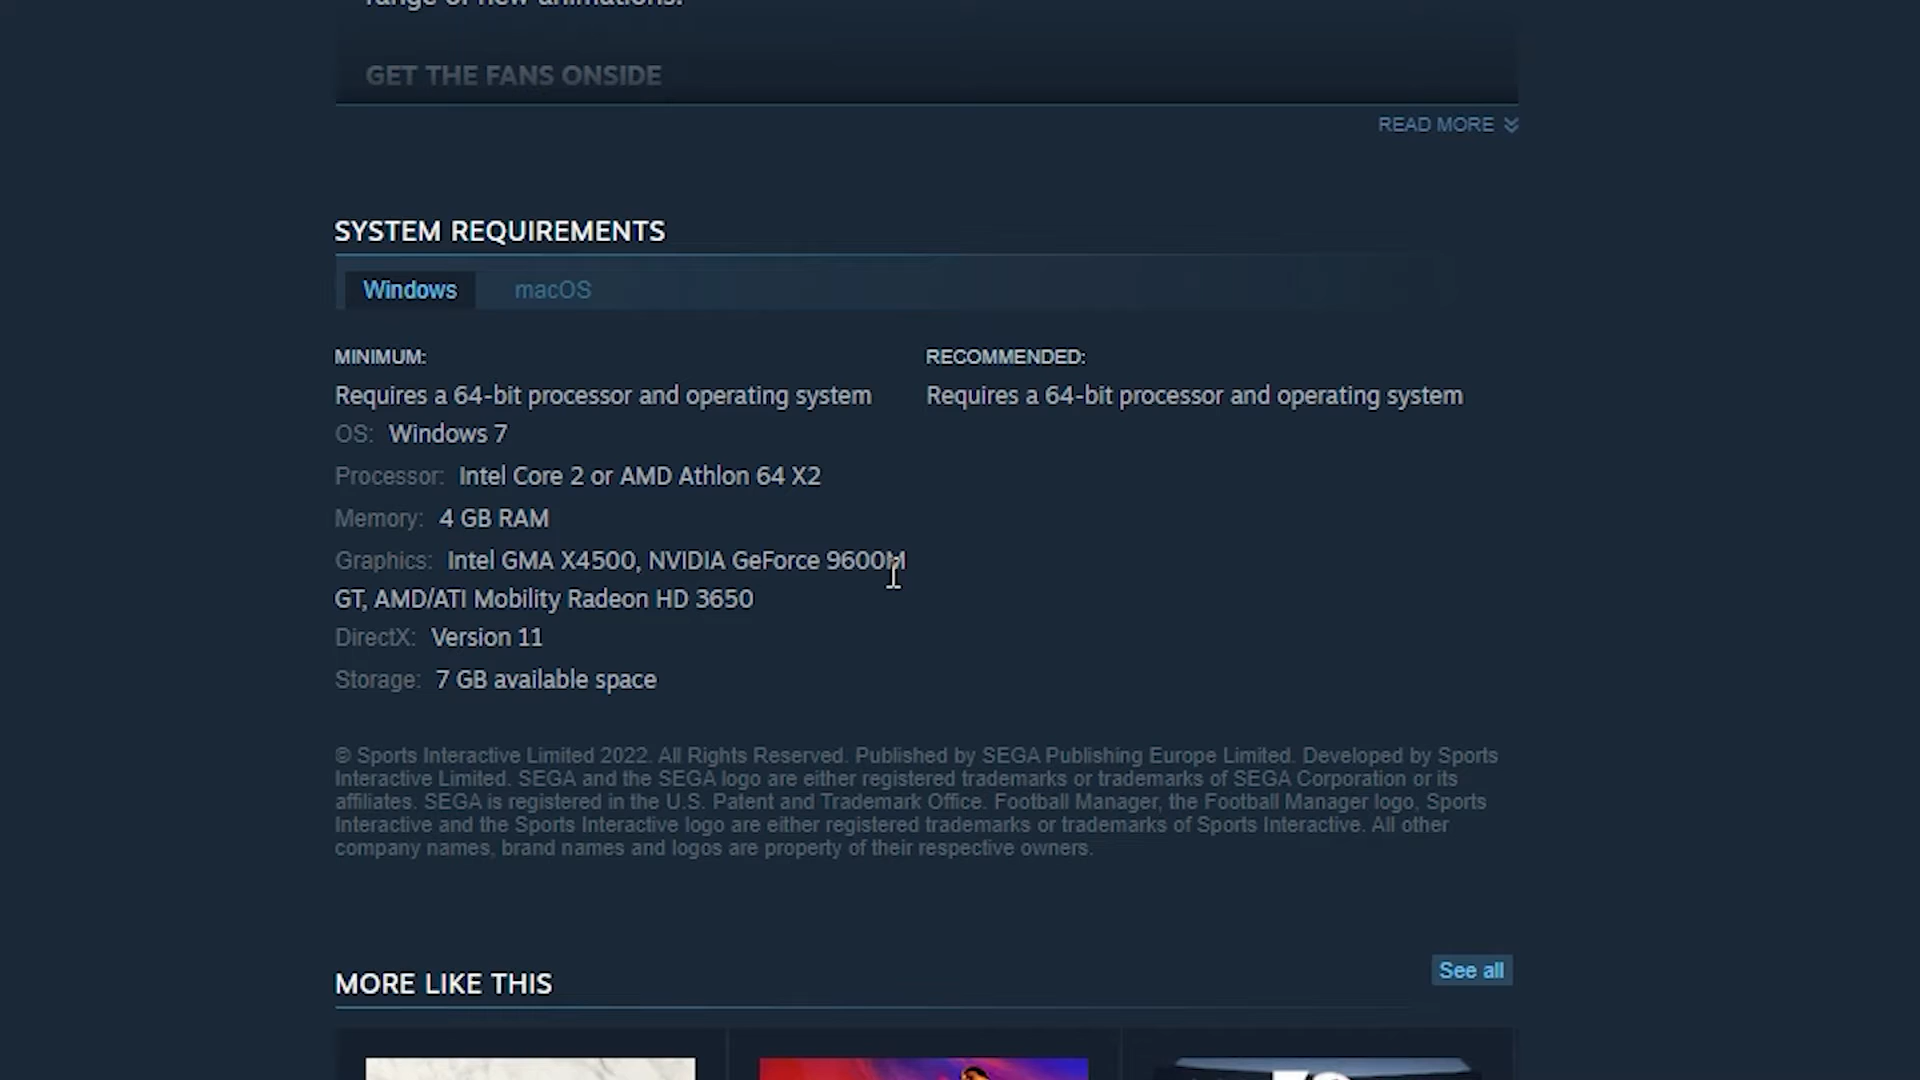 range of new animations.
GET THE FANS ONSIDE
READ MORE
SYSTEM REQUIREMENTS
Windows macOS
MINIMUM: RECOMMENDED:
Requires a 64-bit processor and operating system Requires a 64-bit processor and operating system
OS: Windows 7
Processor: Intel Core 2 or AMD Athlon 64 X2
Memory: 4 GB RAM
Graphics: Intel GMA X4500, NVIDIA GeForce 9600M
GT, AMD/ATI Mobility Radeon HD 3650
DirectX: Version 11
Storage: 7 GB available space
© Sports Interactive Limited 2022. All Rights Reserved. Published by SEGA Publishing Europe Limited. Developed by Sports
Interactive Limited. SEGA and the SEGA logo are either registered trademarks or trademarks of SEGA Corporation or its
affiliates. SEGA is registered in the U.S. Patent and Trademark Office. Football Manager, the Football Manager logo, Sports
Interactive and the Sports Interactive logo are either registered trademarks or trademarks of Sports Interactive. All other
company names, brand names and logos are property of their respective owners.
See all
MORE LIKE THIS